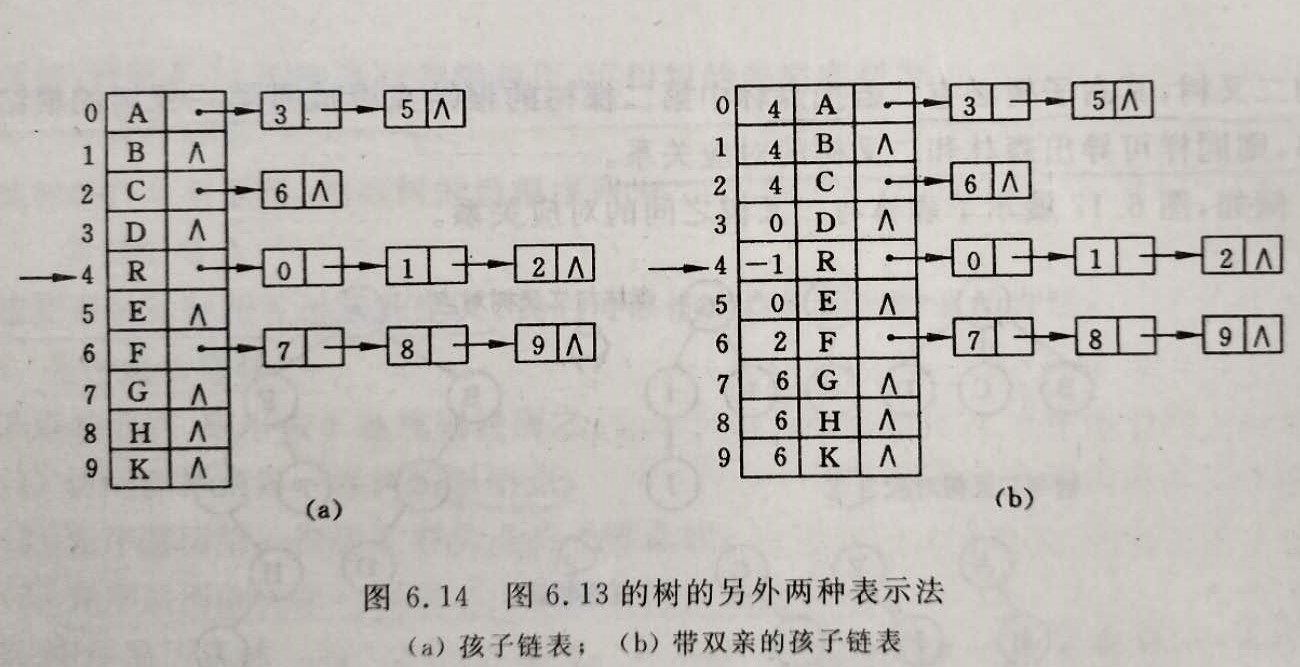 0 A 3 5 ∧
1 B ∧
2 C 6 ∧
3 D ∧
4 R 0 1 2 ∧
5 E ∧
6 F 7 8 9 ∧
7 G ∧
8 H ∧
9 K ∧
(a)
0 4 A 3 5 ∧
1 4 B ∧
2 4 C 6 ∧
3 0 D ∧
4 −1 R 0 1 2 ∧
5 0 E ∧
6 2 F 7 8 9 ∧
7 6 G ∧
8 6 H ∧
9 6 K ∧
(b)
图 6.14 图 6.13 的树的另外两种表示法
(a) 孩子链表; (b) 带双亲的孩子链表